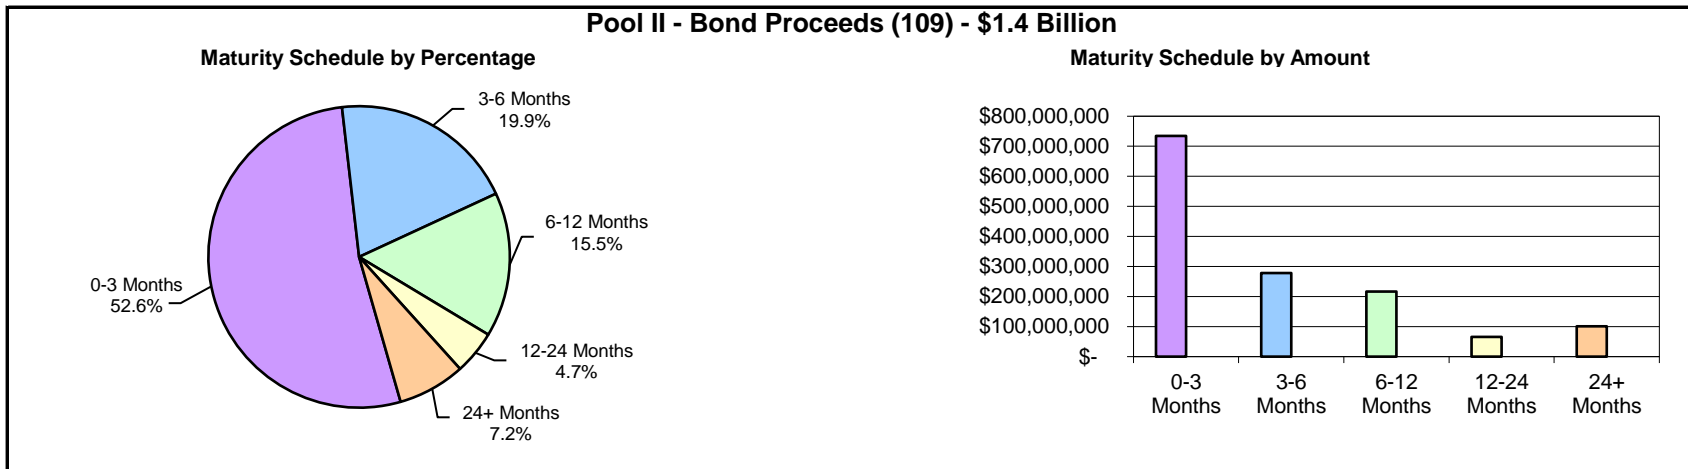 Pool II - Bond Proceeds (109) - $1.4 Billion
Maturity Schedule by Percentage
3-6 Months
19.9%
6-12 Months
15.5%
0-3 Months
52.6%
12-24 Months
4.7%
24+ Months
7.2%
Maturity Schedule by Amount
$800,000,000
$700,000,000
$600,000,000
$500,000,000
$400,000,000
$300,000,000
$200,000,000
$100,000,000
$-
0-3 3-6 6-12 12-24 24+
Months Months Months Months Months